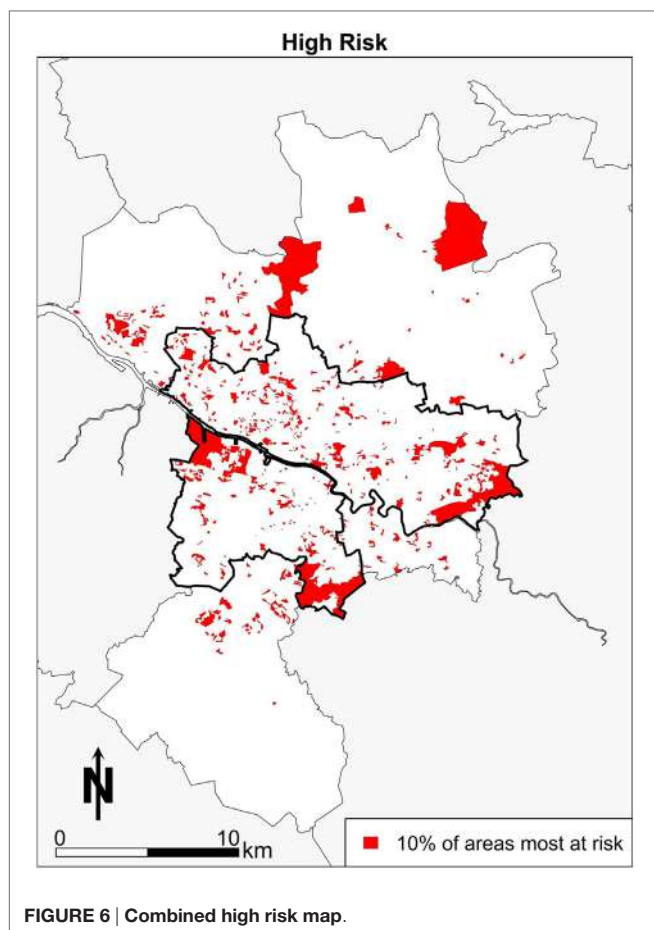 High Risk
N
0 10
km
10% of areas most at risk
FIGURE 6 | Combined high risk map.